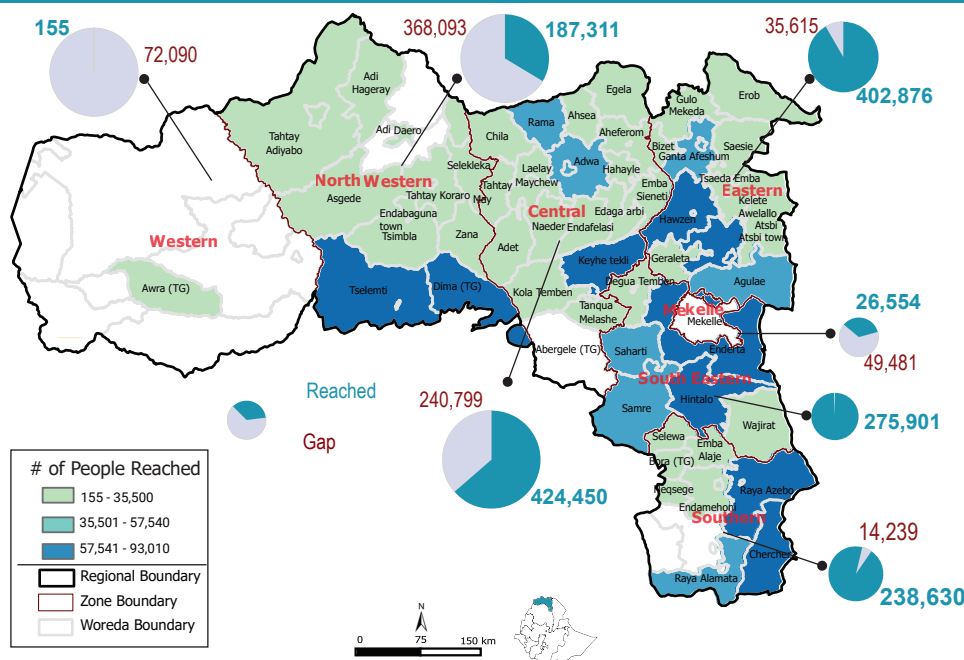 155
72,090
368,093
187,311
35,615
402,876
Adi
Hageray
Egela
Erob
Gulo
Mekeda
Rama
Ahsea
Tahtay
Adiyabo
Adi Daero
Chila
Aheferom
Bizet
Saesie
Ganta Afeshum
Adwa
Selekleka
Laelay
Maychew
Hahayle
Tsaeda Emba
North Western
Tahtay
Emba
Sieneti
Eastern
Asgede
Tahtay Koraro
Kelete
Awelallo
Central
Edaga arbi
Endabaguna
town
Tsimbla
Naeder Endafelasi
Hawzen
Atsbi
Atsbi town
Zana
Western
Adet
Keyhe tekli
Geraleta
Awra (TG)
Tselemti
Dima (TG)
Kola Temben
Degua Temben
Agulae
Tanqua
Melashe
Mekelle
Mekelle
26,554
49,481
Abergele (TG)
Saharti
Enderta
South Eastern
Reached
Gap
240,799
424,450
Samre
Hintalo
275,901
Wajirat
Selewa
Emba
Alaje
Bora (TG)
Neqsege
Raya Azebo
Endamehoni
Southern
14,239
238,630
Chercher
Raya Alamata
# of People Reached
155 - 35,500
35,501 - 57,540
57,541 - 93,010
Regional Boundary
Zone Boundary
Woreda Boundary
N
0 75 150 km